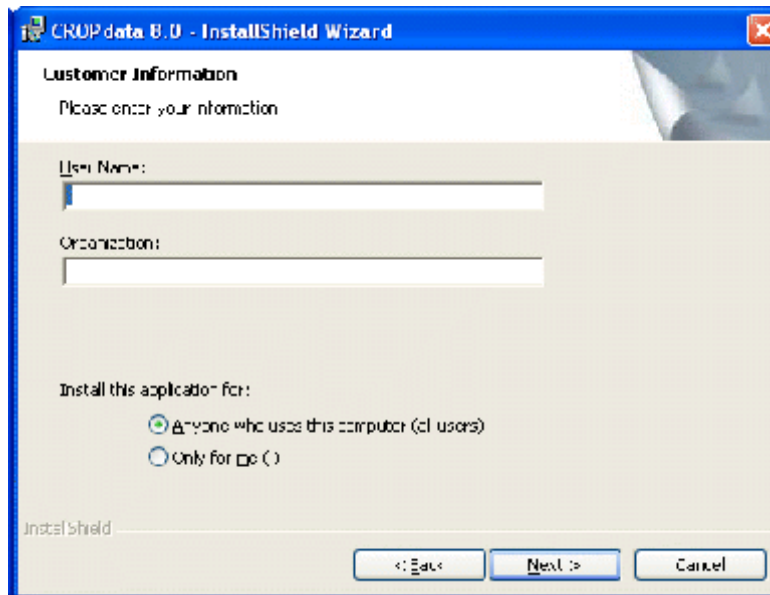 CROPdata 8.0 - InstallShield Wizard
Customer Information
Please enter your information
User Name:
Organization:
Install this application for:
Anyone who uses this computer (all users)
Only for me ( )
InstallShield
< Back
Next >
Cancel